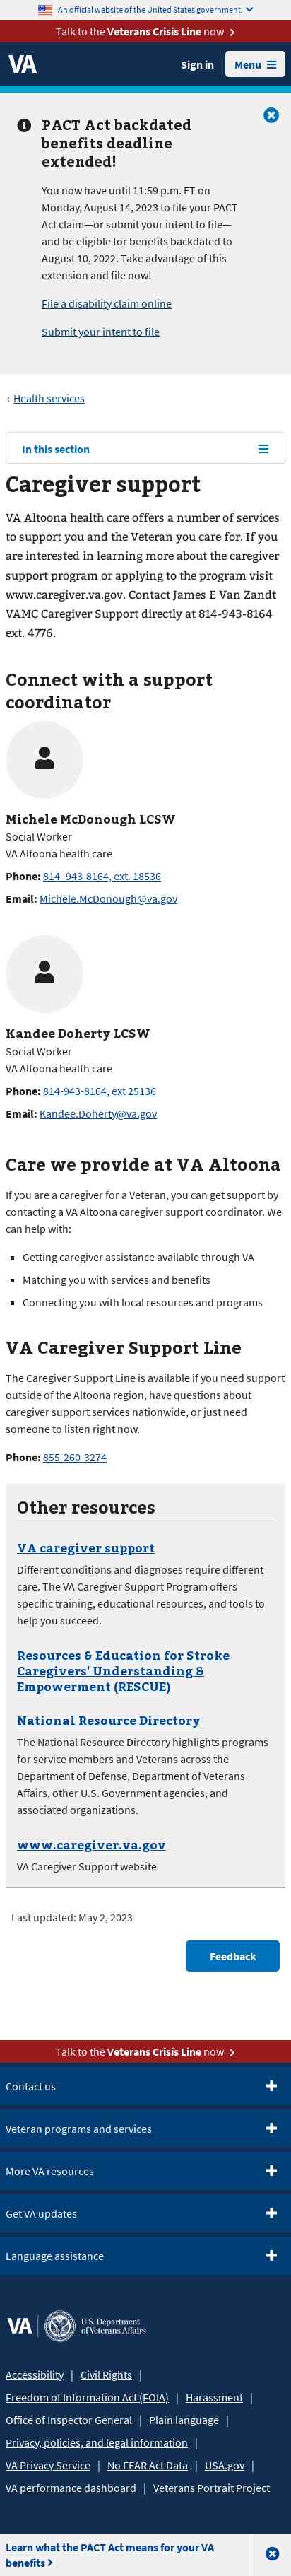 An official website of the United States government.
Talk to the Veterans Crisis Line now
VA
Sign in
Menu
PACT Act backdated
benefits deadline
extended!
You now have until 11:59 p.m. ET on
Monday, August 14, 2023 to file your PACT
Act claim—or submit your intent to file—
and be eligible for benefits backdated to
August 10, 2022. Take advantage of this
extension and file now!
File a disability claim online
Submit your intent to file
‹ Health services
In this section
Caregiver support
VA Altoona health care offers a number of services
to support you and the Veteran you care for. If you
are interested in learning more about the caregiver
support program or applying to the program visit
www.caregiver.va.gov. Contact James E Van Zandt
VAMC Caregiver Support directly at 814-943-8164
ext. 4776.
Connect with a support
coordinator
Michele McDonough LCSW
Social Worker
VA Altoona health care
Phone: 814- 943-8164, ext. 18536
Email: Michele.McDonough@va.gov
Kandee Doherty LCSW
Social Worker
VA Altoona health care
Phone: 814-943-8164, ext 25136
Email: Kandee.Doherty@va.gov
Care we provide at VA Altoona
If you are a caregiver for a Veteran, you can get support by
contacting a VA Altoona caregiver support coordinator. We
can help with:
▪ Getting caregiver assistance available through VA
▪ Matching you with services and benefits
▪ Connecting you with local resources and programs
VA Caregiver Support Line
The Caregiver Support Line is available if you need support
outside of the Altoona region, have questions about
caregiver support services nationwide, or just need
someone to listen right now.
Phone: 855-260-3274
Other resources
VA caregiver support
Different conditions and diagnoses require different
care. The VA Caregiver Support Program offers
specific training, educational resources, and tools to
help you succeed.
Resources & Education for Stroke
Caregivers' Understanding &
Empowerment (RESCUE)
National Resource Directory
The National Resource Directory highlights programs
for service members and Veterans across the
Department of Defense, Department of Veterans
Affairs, other U.S. Government agencies, and
associated organizations.
www.caregiver.va.gov
VA Caregiver Support website
Last updated: May 2, 2023
Feedback
Talk to the Veterans Crisis Line now
Contact us
Veteran programs and services
More VA resources
Get VA updates
Language assistance
VA
U.S. Department
of Veterans Affairs
Accessibility | Civil Rights |
Freedom of Information Act (FOIA) | Harassment |
Office of Inspector General | Plain language |
Privacy, policies, and legal information |
VA Privacy Service | No FEAR Act Data | USA.gov |
VA performance dashboard | Veterans Portrait Project
Learn what the PACT Act means for your VA
benefits